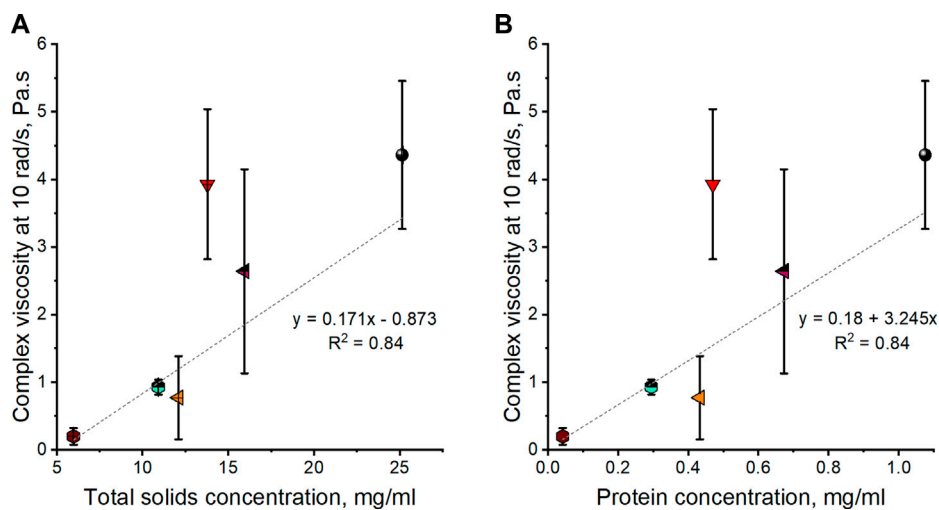 A
Complex viscosity at 10 rad/s, Pa.s
6
5
4
3
2
1
0
y = 0.171x - 0.873
R² = 0.84
5 10 15 20 25
Total solids concentration, mg/ml
B
Complex viscosity at 10 rad/s, Pa.s
6
5
4
3
2
1
0
y = 0.18 + 3.245x
R² = 0.84
0.0 0.2 0.4 0.6 0.8 1.0
Protein concentration, mg/ml